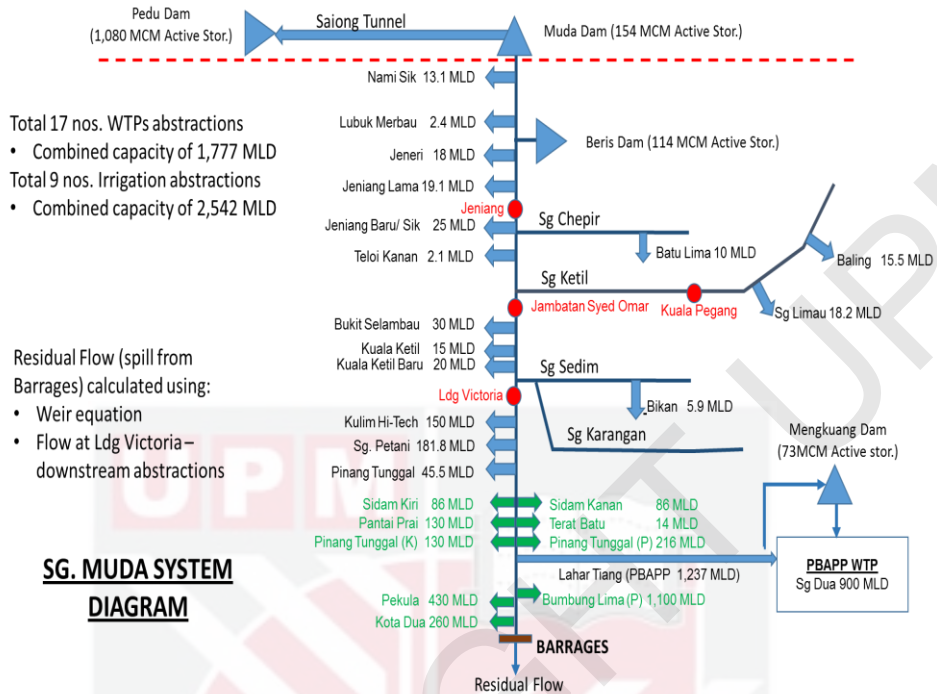 Pedu Dam
(1,080 MCM Active Stor.)
Saiong Tunnel
Muda Dam (154 MCM Active Stor.)
Nami Sik 13.1 MLD
Total 17 nos. WTPs abstractions
• Combined capacity of 1,777 MLD
Total 9 nos. Irrigation abstractions
• Combined capacity of 2,542 MLD
Lubuk Merbau 2.4 MLD
Beris Dam (114 MCM Active Stor.)
Jeneri 18 MLD
Jeniang Lama 19.1 MLD
Jeniang
Sg Chepir
Jeniang Baru/ Sik 25 MLD
Batu Lima 10 MLD
Baling 15.5 MLD
Teloi Kanan 2.1 MLD
Sg Ketil
Jambatan Syed Omar
Kuala Pegang
Sg Limau 18.2 MLD
Bukit Selambau 30 MLD
Kuala Ketil 15 MLD
Kuala Ketil Baru 20 MLD
Residual Flow (spill from
Barrages) calculated using:
• Weir equation
• Flow at Ldg Victoria –
downstream abstractions
Sg Sedim
Ldg Victoria
Bikan 5.9 MLD
Kulim Hi-Tech 150 MLD
Sg Karangan
Sg. Petani 181.8 MLD
Pinang Tunggal 45.5 MLD
Mengkuang Dam
(73MCM Active stor.)
Sidam Kiri 86 MLD
Sidam Kanan 86 MLD
Pantai Prai 130 MLD
Terat Batu 14 MLD
Pinang Tunggal (K) 130 MLD
Pinang Tunggal (P) 216 MLD
Lahar Tiang (PBAPP 1,237 MLD)
PBAPP WTP
Sg Dua 900 MLD
SG. MUDA SYSTEM
DIAGRAM
Pekula 430 MLD
Bumbung Lima (P) 1,100 MLD
Kota Dua 260 MLD
BARRAGES
Residual Flow
UPM
CHT UPM